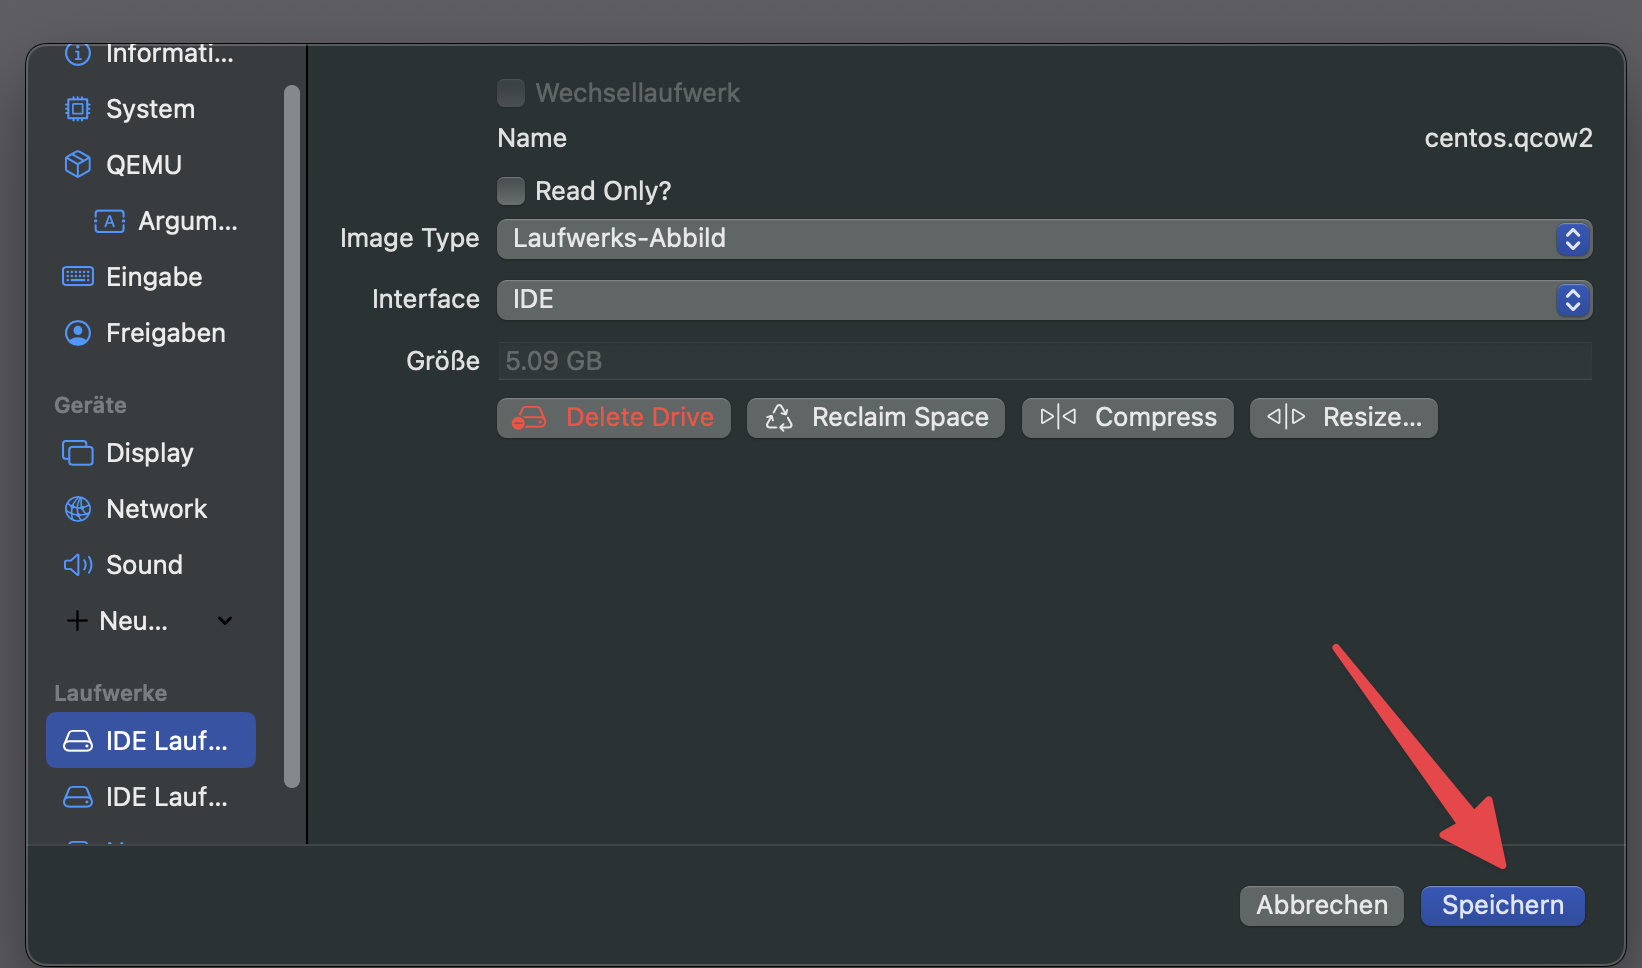 Informati...
System
QEMU
Argum...
Eingabe
Freigaben
Geräte
Display
Network
Sound
Neu...
Laufwerke
IDE Lauf...
IDE Lauf...
Wechsellaufwerk
Name centos.qcow2
Read Only?
Image Type Laufwerks-Abbild
Interface IDE
Größe 5.09 GB
Delete Drive Reclaim Space Compress Resize...
Abbrechen Speichern